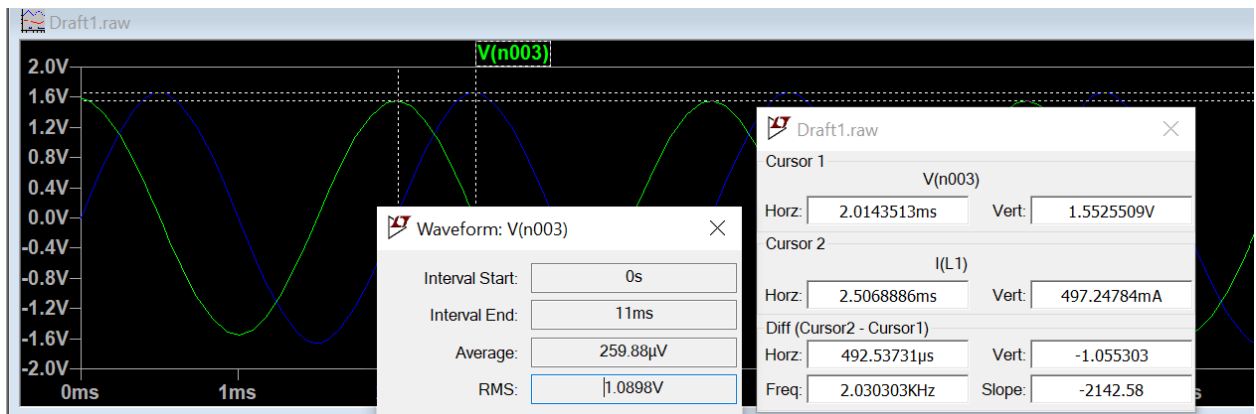 Draft1.raw
V(n003)
2.0V
1.6V
1.2V
0.8V
0.4V
0.0V
-0.4V
-0.8V
-1.2V
-1.6V
-2.0V
0ms 1ms
Waveform: V(n003)
Interval Start: 0s
Interval End: 11ms
Average: 259.88µV
RMS: 1.0898V
Draft1.raw
Cursor 1
V(n003)
Horz: 2.0143513ms Vert: 1.5525509V
Cursor 2
I(L1)
Horz: 2.5068886ms Vert: 497.24784mA
Diff (Cursor2 - Cursor1)
Horz: 492.53731µs Vert: -1.055303
Freq: 2.030303KHz Slope: -2142.58